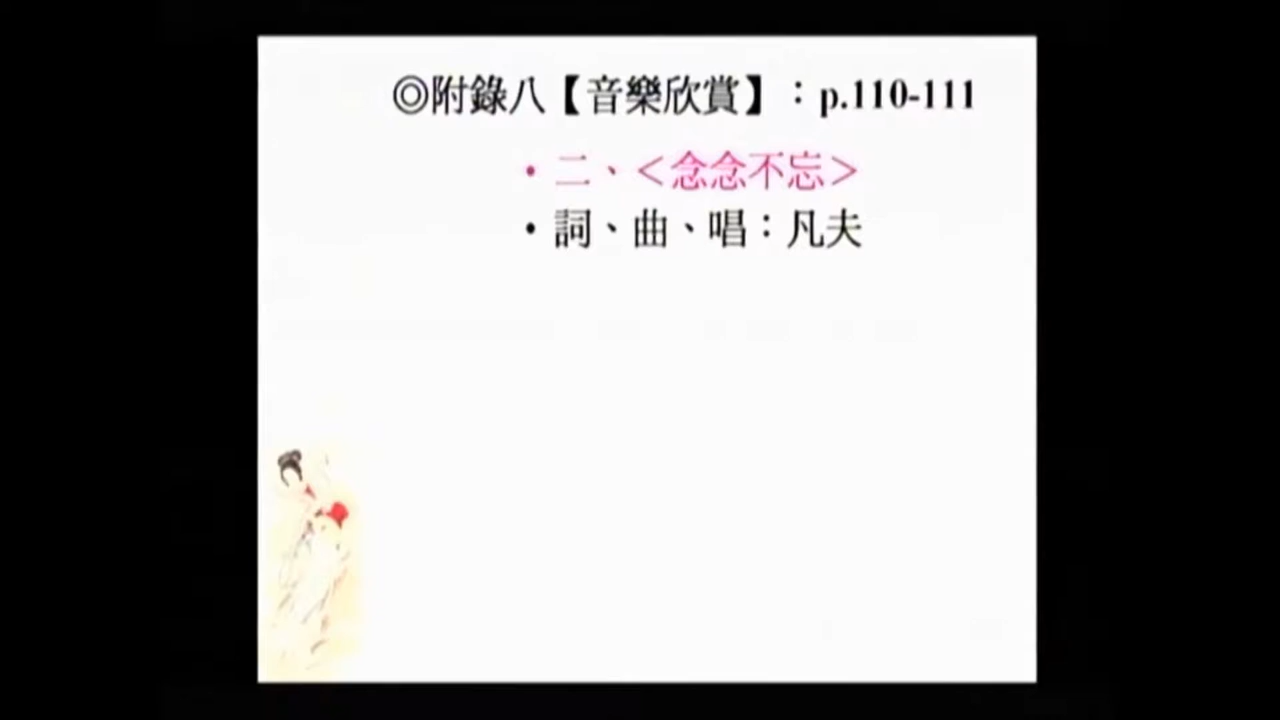 ◎附錄八【音樂欣賞】：p.110-111
• 二、＜念念不忘＞
• 詞、曲、唱：凡夫